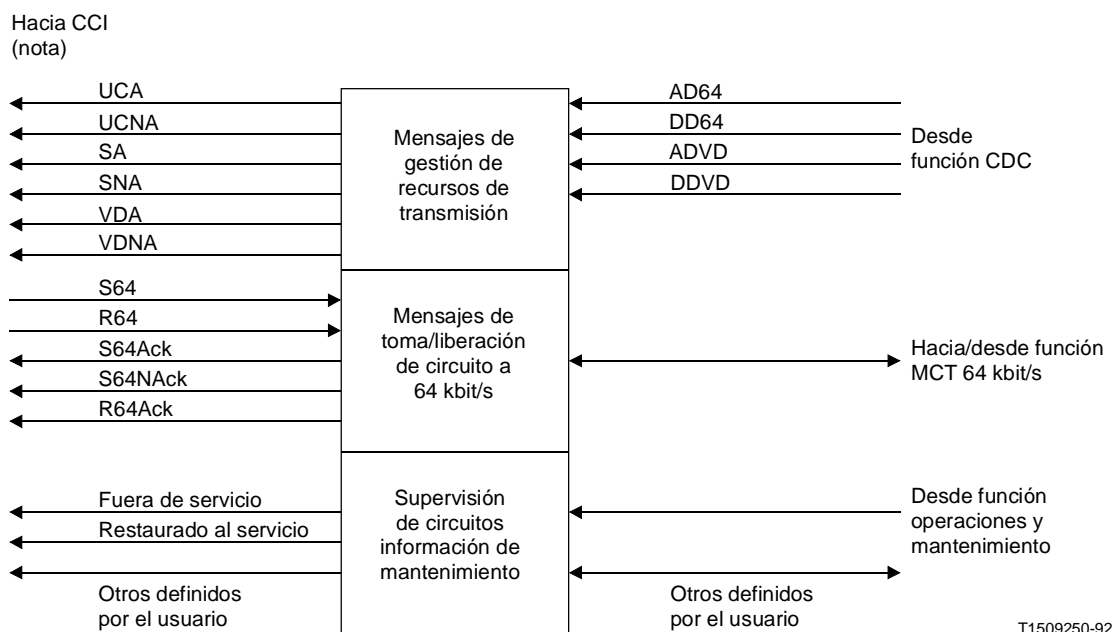 Hacia CCI
(nota)
UCA
UCNA
SA
SNA
VDA
VDNA
Mensajes de
gestión de
recursos de
transmisión
AD64
DD64
ADVD
DDVD
Desde
función CDC
S64
R64
S64Ack
S64NAck
R64Ack
Mensajes de
toma/liberación
de circuito a
64 kbit/s
Hacia/desde función
MCT 64 kbit/s
Fuera de servicio
Restaurado al servicio
Otros definidos
por el usuario
Supervisión
de circuitos
información de
mantenimiento
Otros definidos
por el usuario
Desde función
operaciones y
mantenimiento
T1509250-92